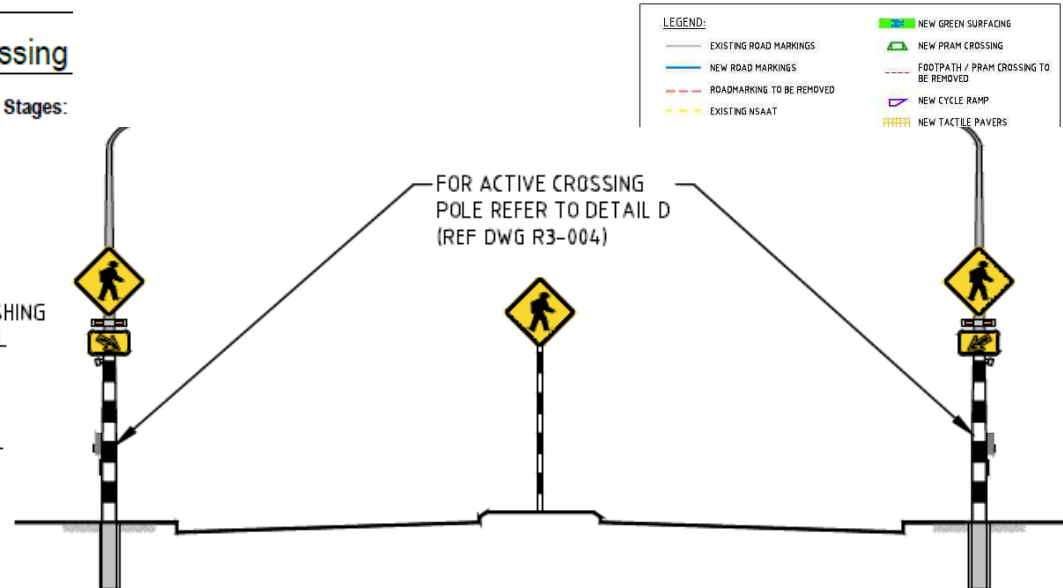 ssing
Stages:
LEGEND:
EXISTING ROAD MARKINGS
NEW ROAD MARKINGS
ROADMARKING TO BE REMOVED
EXISTING NSAAT
NEW GREEN SURFACING
NEW PRAM CROSSING
FOOTPATH / PRAM CROSSING TO
BE REMOVED
NEW CYCLE RAMP
NEW TACTILE PAVERS
FOR ACTIVE CROSSING
POLE REFER TO DETAIL D
(REF DWG R3-004)
SHING